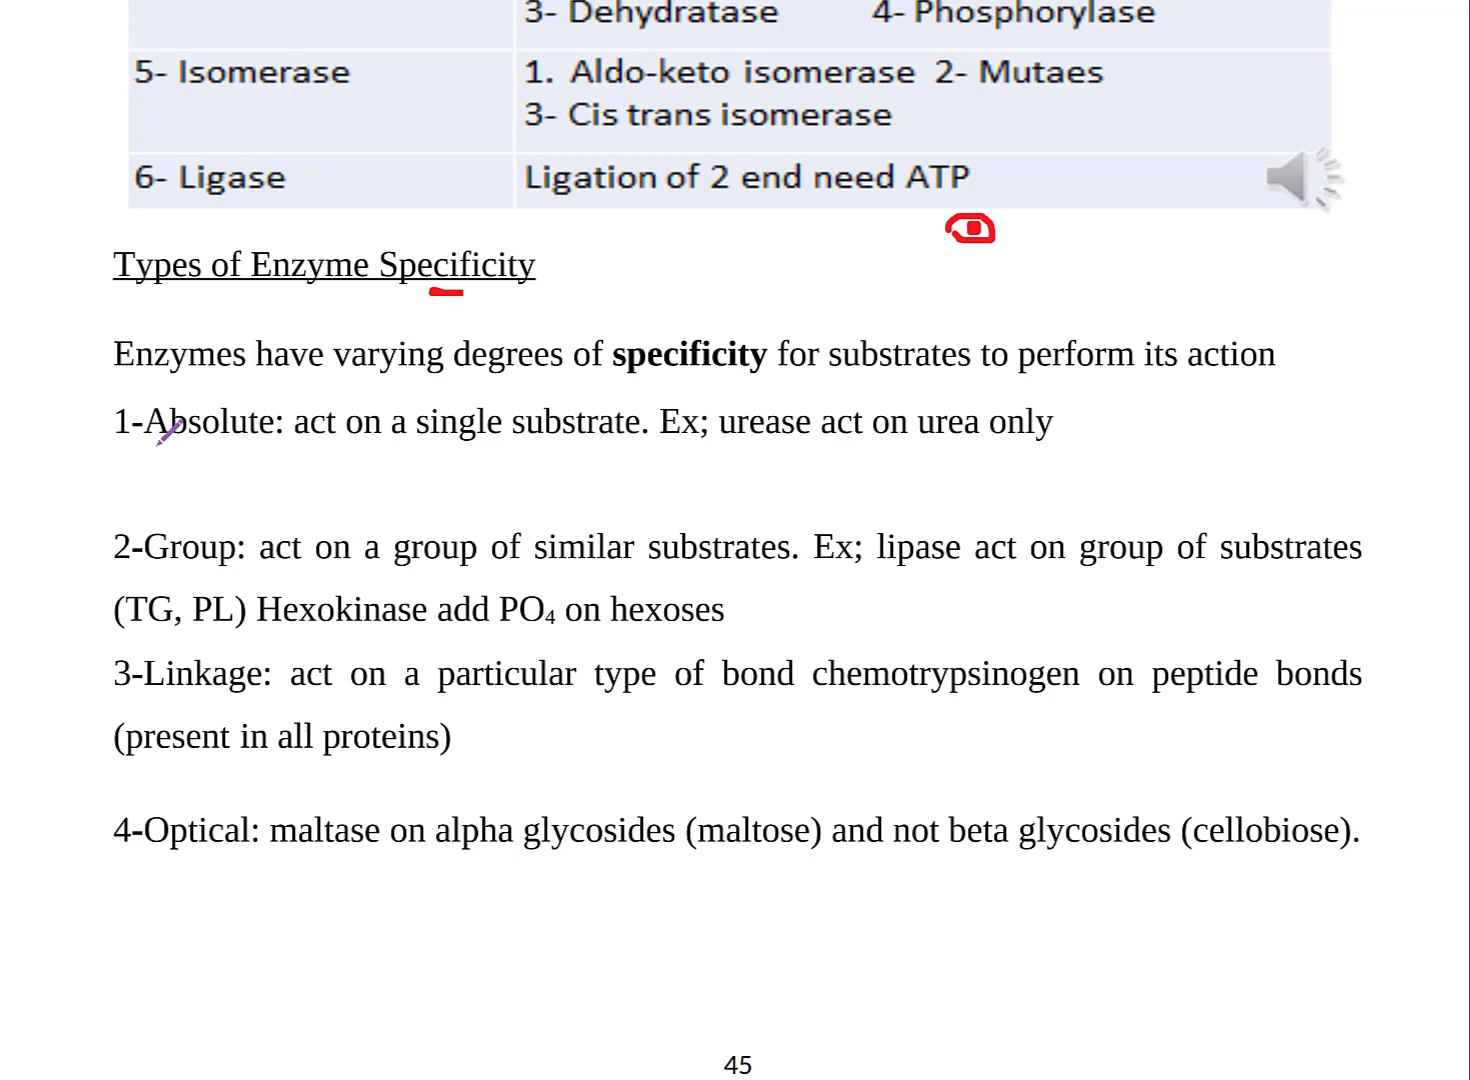 3- Dehydratase 4- Phosphorylase
5- Isomerase 1. Aldo-keto isomerase 2- Mutaes
3- Cis trans isomerase
6- Ligase Ligation of 2 end need ATP
Types of Enzyme Specificity
Enzymes have varying degrees of specificity for substrates to perform its action
1-Absolute: act on a single substrate. Ex; urease act on urea only
2-Group: act on a group of similar substrates. Ex; lipase act on group of substrates
(TG, PL) Hexokinase add PO₄ on hexoses
3-Linkage: act on a particular type of bond chemotrypsinogen on peptide bonds
(present in all proteins)
4-Optical: maltase on alpha glycosides (maltose) and not beta glycosides (cellobiose).
45